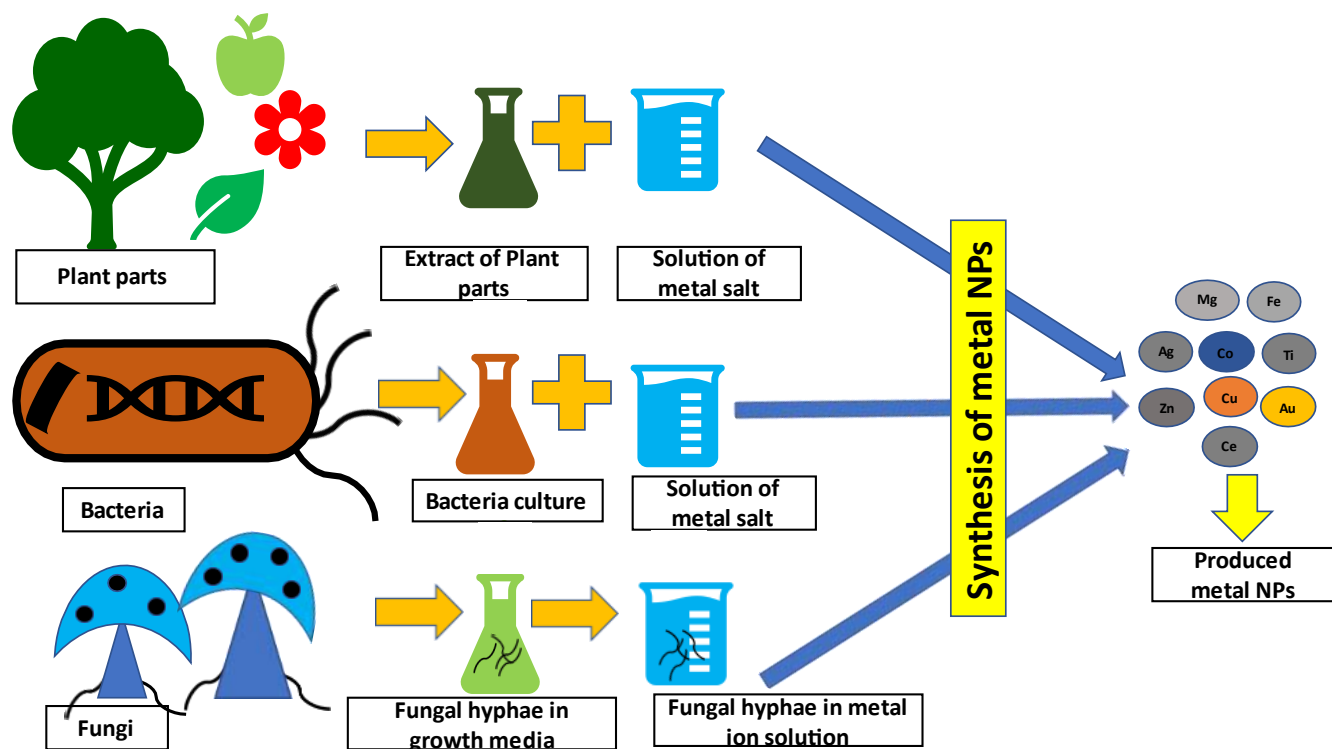 Plant parts
Extract of Plant
parts
Solution of
metal salt
Bacteria
Bacteria culture
Solution of
metal salt
Fungi
Fungal hyphae in
growth media
Fungal hyphae in metal
ion solution
Synthesis of metal NPs
Mg
Fe
Ag
Co
Ti
Zn
Cu
Au
Ce
Produced
metal NPs